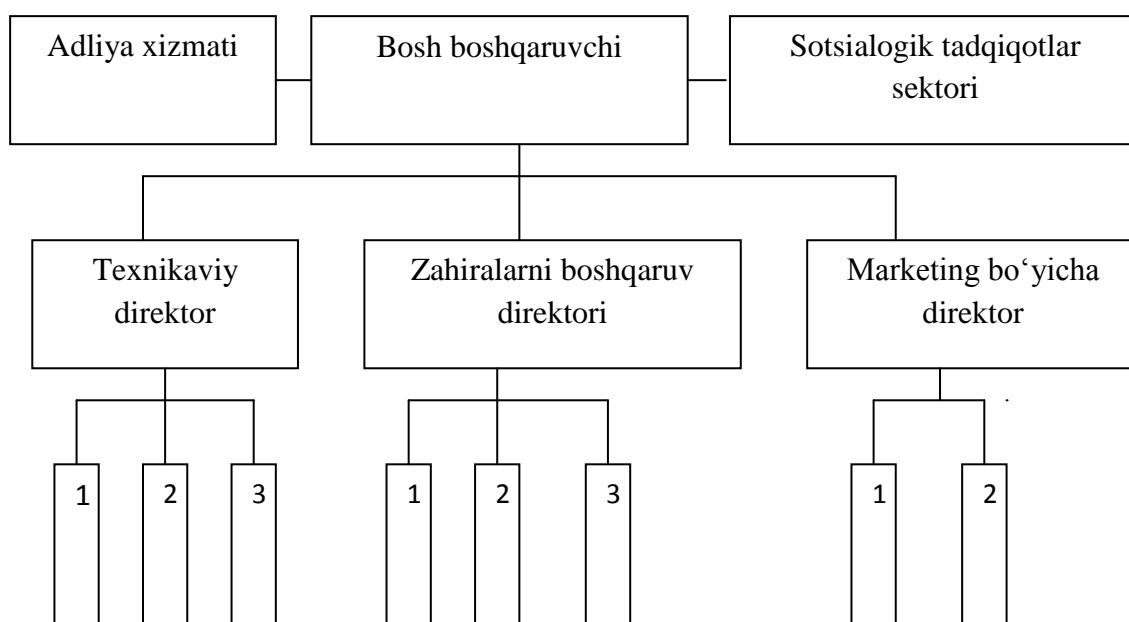 Adliya xizmati
Bosh boshqaruvchi
Sotsialogik tadqiqotlar
sektori
Texnikaviy
direktor
Zahiralarni boshqaruv
direktori
Marketing bo‘yicha
direktor
1
2
3
1
2
3
1
2